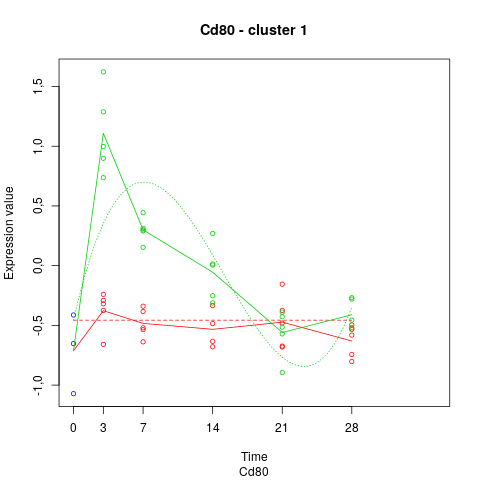 Cd80 - cluster 1
Expression value
1,5
1,0
0,5
0,0
-0,5
-1,0
0 3 7 14 21 28
Time
Cd80